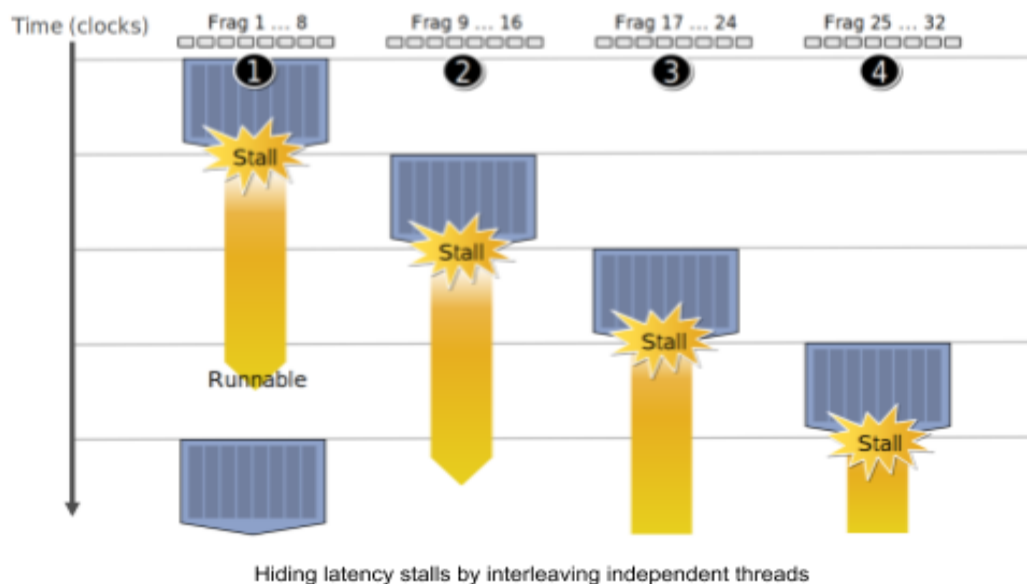 Time (clocks)
Frag 1 ... 8
Frag 9 ... 16
Frag 17 ... 24
Frag 25 ... 32
1
2
3
4
Stall
Stall
Stall
Runnable
Stall
Hiding latency stalls by interleaving independent threads